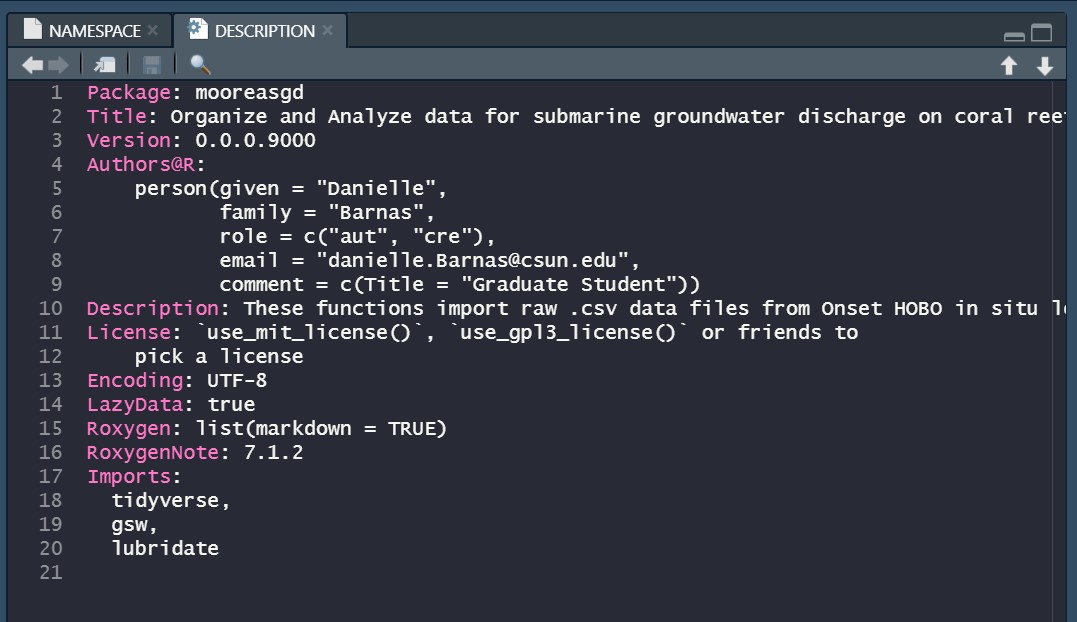 NAMESPACE
DESCRIPTION
1 Package: mooreasgd
2 Title: Organize and Analyze data for submarine groundwater discharge on coral
3 Version: 0.0.0.9000
4 Authors@R:
5 person(given = "Danielle",
6 family = "Barnas",
7 role = c("aut", "cre"),
8 email = "danielle.Barnas@csun.edu",
9 comment = c(Title = "Graduate Student"))
10 Description: These functions import raw .csv data files from Onset HOBO in situ
11 License: `use_mit_license()`, `use_gpl3_license()` or friends to
12 pick a license
13 Encoding: UTF-8
14 LazyData: true
15 Roxygen: list(markdown = TRUE)
16 RoxygenNote: 7.1.2
17 Imports:
18 tidyverse,
19 gsw,
20 lubridate
21